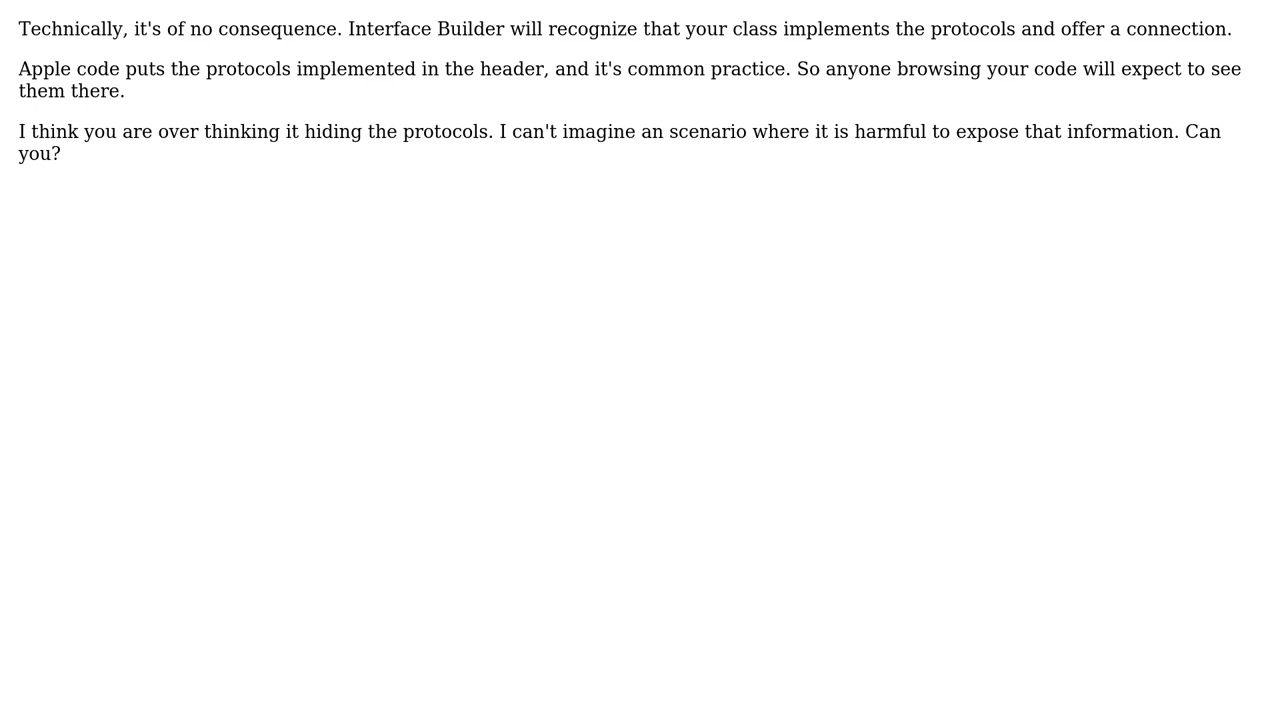 Technically, it's of no consequence. Interface Builder will recognize that your class implements the protocols and offer a connection.
Apple code puts the protocols implemented in the header, and it's common practice. So anyone browsing your code will expect to see
them there.
I think you are over thinking it hiding the protocols. I can't imagine an scenario where it is harmful to expose that information. Can
you?